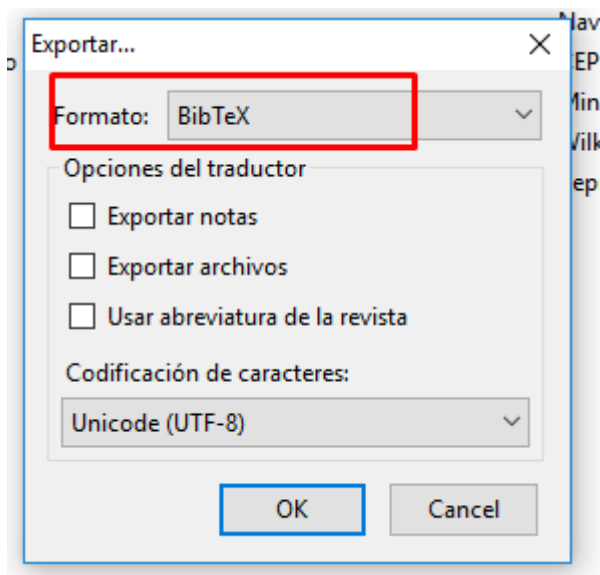 Exportar...
Formato: BibTeX
Opciones del traductor
Exportar notas
Exportar archivos
Usar abreviatura de la revista
Codificación de caracteres:
Unicode (UTF-8)
OK Cancel